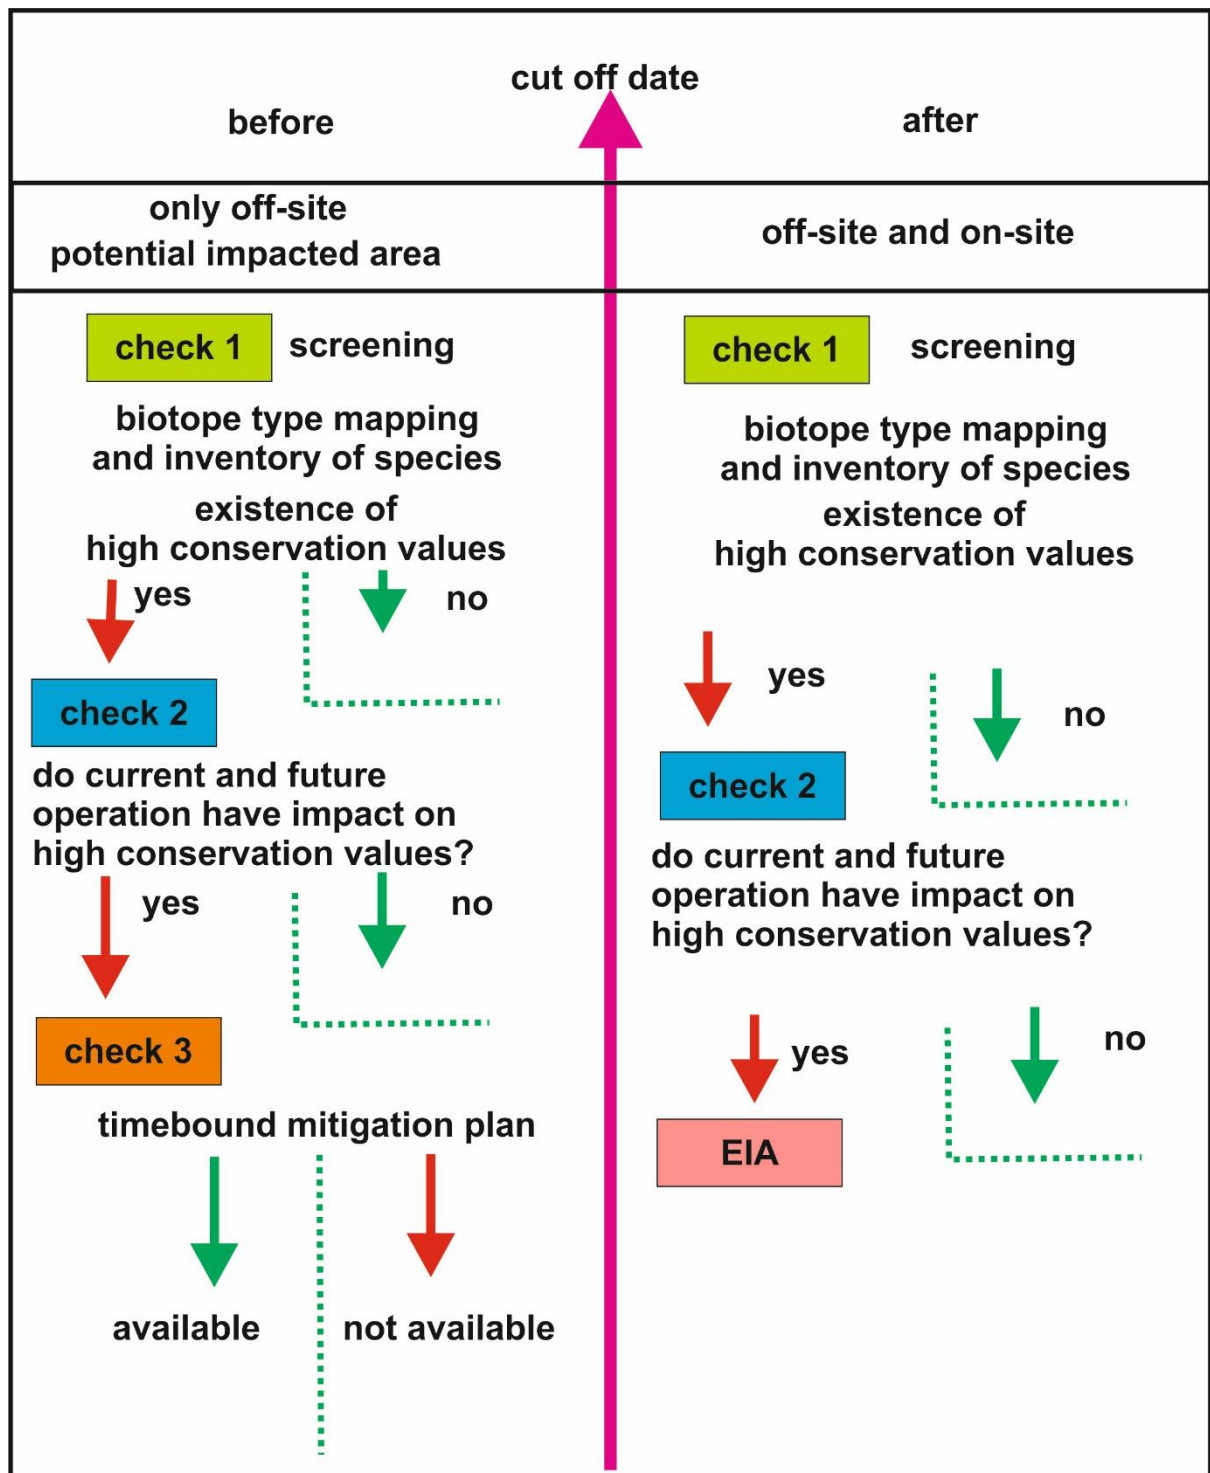 cut off date
before
after
only off-site
potential impacted area
off-site and on-site
check 1
screening
biotope type mapping
and inventory of species
existence of
high conservation values
yes
no
check 2
do current and future
operation have impact on
high conservation values?
yes
no
check 3
timebound mitigation plan
available
not available
check 1
screening
biotope type mapping
and inventory of species
existence of
high conservation values
yes
no
check 2
do current and future
operation have impact on
high conservation values?
yes
no
EIA